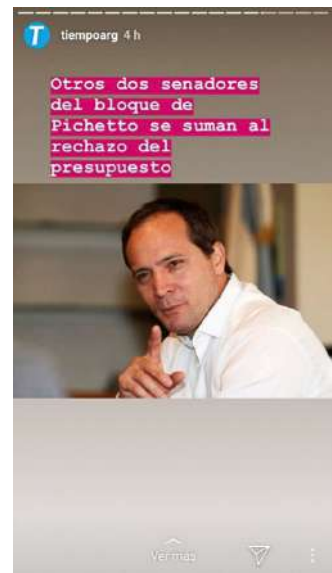 tiempoarg 4 h
Otros dos senadores
del bloque de
Pichetto se suman al
rechazo del
presupuesto
Ver más